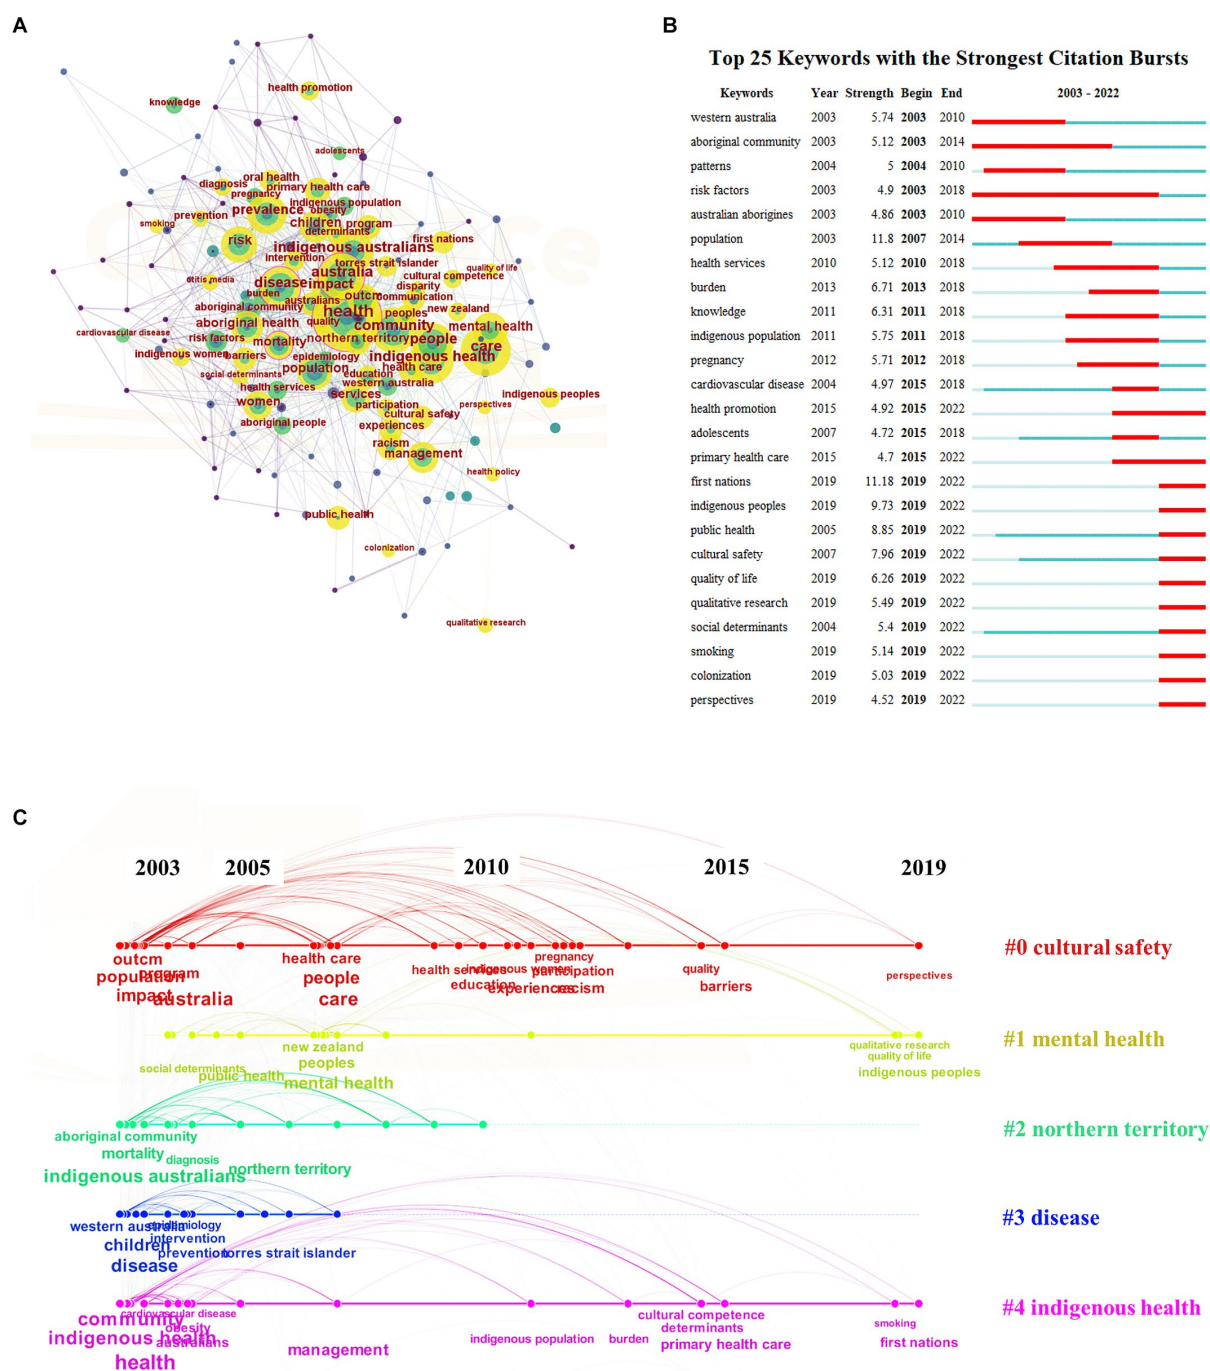 A
health promotion
knowledge
adolescents
oral health
diagnosis
primary health care
pregnancy
indigenous population
prevalence
obesity
prevention
smoking
children
program
determinants
risk
first nations
indigenous australians
intervention
torres strait islander
quality of life
australia
cultural competence
otitis media
disease
impact
disparity
burden
outcm
communication
australians
aboriginal community
health
peoples
new zealand
aboriginal health
quality
community
mental health
cardiovascular disease
risk factors
mortality
northern territory
people
care
indigenous women
barriers
epidemiology
indigenous health
population
health care
social determinants
education
health services
western australia
services
indigenous peoples
women
participation
perspectives
cultural safety
aboriginal people
experiences
racism
management
health policy
public health
colonization
qualitative research
B
Top 25 Keywords with the Strongest Citation Bursts
Keywords Year Strength Begin End 2003 - 2022
western australia 2003 5.74 2003 2010
aboriginal community 2003 5.12 2003 2014
patterns 2004 5 2004 2010
risk factors 2003 4.9 2003 2018
australian aborigines 2003 4.86 2003 2010
population 2003 11.8 2007 2014
health services 2010 5.12 2010 2018
burden 2013 6.71 2013 2018
knowledge 2011 6.31 2011 2018
indigenous population 2011 5.75 2011 2018
pregnancy 2012 5.71 2012 2018
cardiovascular disease 2004 4.97 2015 2018
health promotion 2015 4.92 2015 2022
adolescents 2007 4.72 2015 2018
primary health care 2015 4.7 2015 2022
first nations 2019 11.18 2019 2022
indigenous peoples 2019 9.73 2019 2022
public health 2005 8.85 2019 2022
cultural safety 2007 7.96 2019 2022
quality of life 2019 6.26 2019 2022
qualitative research 2019 5.49 2019 2022
social determinants 2004 5.4 2019 2022
smoking 2019 5.14 2019 2022
colonization 2019 5.03 2019 2022
perspectives 2019 4.52 2019 2022
C
2003 2005 2010 2015 2019
#0 cultural safety
outcm
program
population
impact
australia
health care
people
care
health services
indigenous women
pregnancy
participation
education
experiences
racism
quality
barriers
perspectives
#1 mental health
social determinants
public health
new zealand
peoples
mental health
qualitative research
quality of life
indigenous peoples
#2 northern territory
aboriginal community
mortality
diagnosis
indigenous australians
northern territory
#3 disease
western australia
epidemiology
children
intervention
prevention
torres strait islander
disease
#4 indigenous health
community
cardiovascular disease
obesity
indigenous health
australians
health
management
indigenous population
burden
cultural competence
determinants
primary health care
smoking
first nations